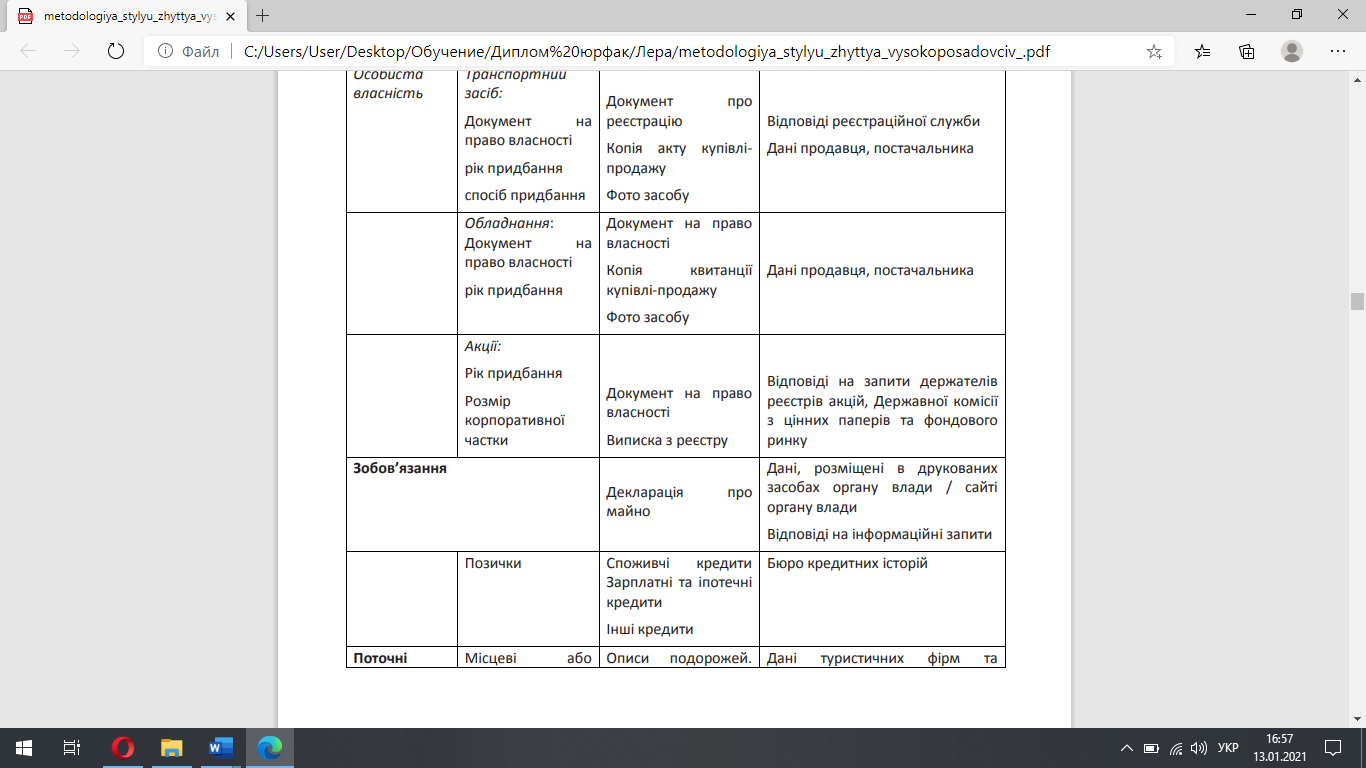 metodologiya_stylyu_zhyttya_vys
Файл
C:/Users/User/Desktop/Обучение/Диплом%20юрфак/Лера/metodologiya_stylyu_zhyttya_vysokoposadovciv_.pdf
Особиста
власність
Транспортний
засіб:
Документ на
право власності
рік придбання
спосіб придбання
Документ про
реєстрацію
Копія акту купівлі-
продажу
Фото засобу
Відповіді реєстраційної служби
Дані продавця, постачальника
Обладнання:
Документ на
право власності
рік придбання
Документ на право
власності
Копія квитанції
купівлі-продажу
Фото засобу
Дані продавця, постачальника
Акції:
Рік придбання
Розмір
корпоративної
частки
Документ на право
власності
Виписка з реєстру
Відповіді на запити держателів
реєстрів акцій, Державної комісії
з цінних паперів та фондового
ринку
Зобов’язання
Декларація про
майно
Дані, розміщені в друкованих
засобах органу влади / сайті
органу влади
Відповіді на інформаційні запити
Позички
Споживчі кредити
Зарплатні та іпотечні
кредити
Інші кредити
Бюро кредитних історій
Поточні
Місцеві або
Описи подорожей.
Дані туристичних фірм та
УКР
16:57
13.01.2021